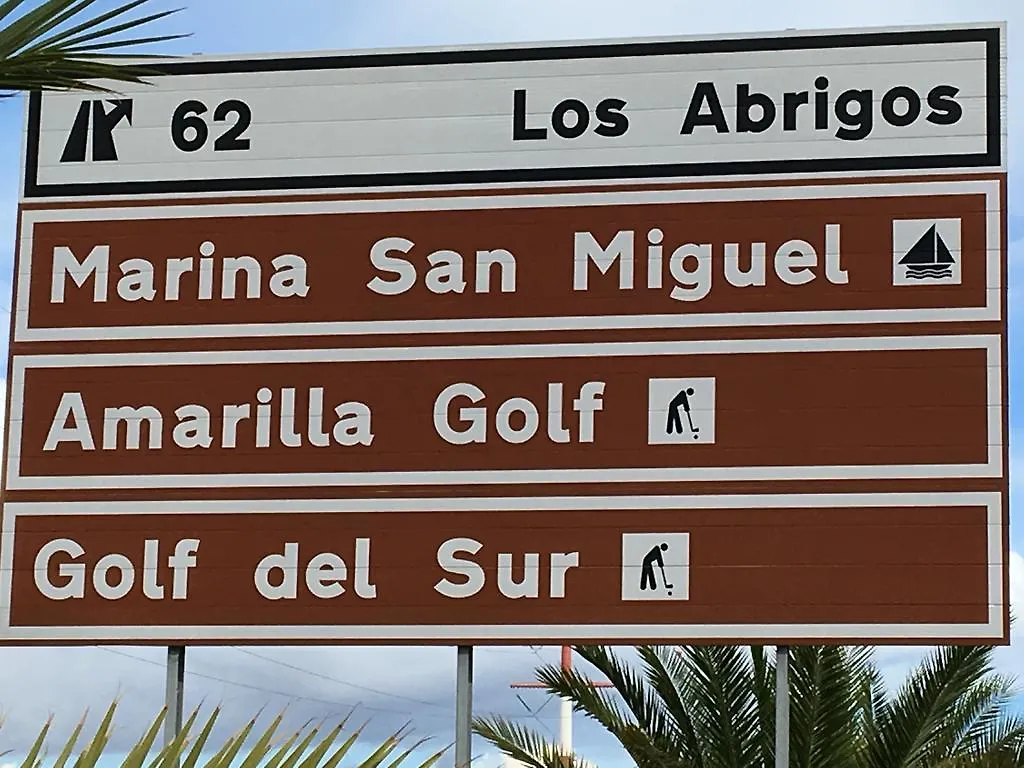 62 Los Abrigos
Marina San Miguel
Amarilla Golf
Golf del Sur